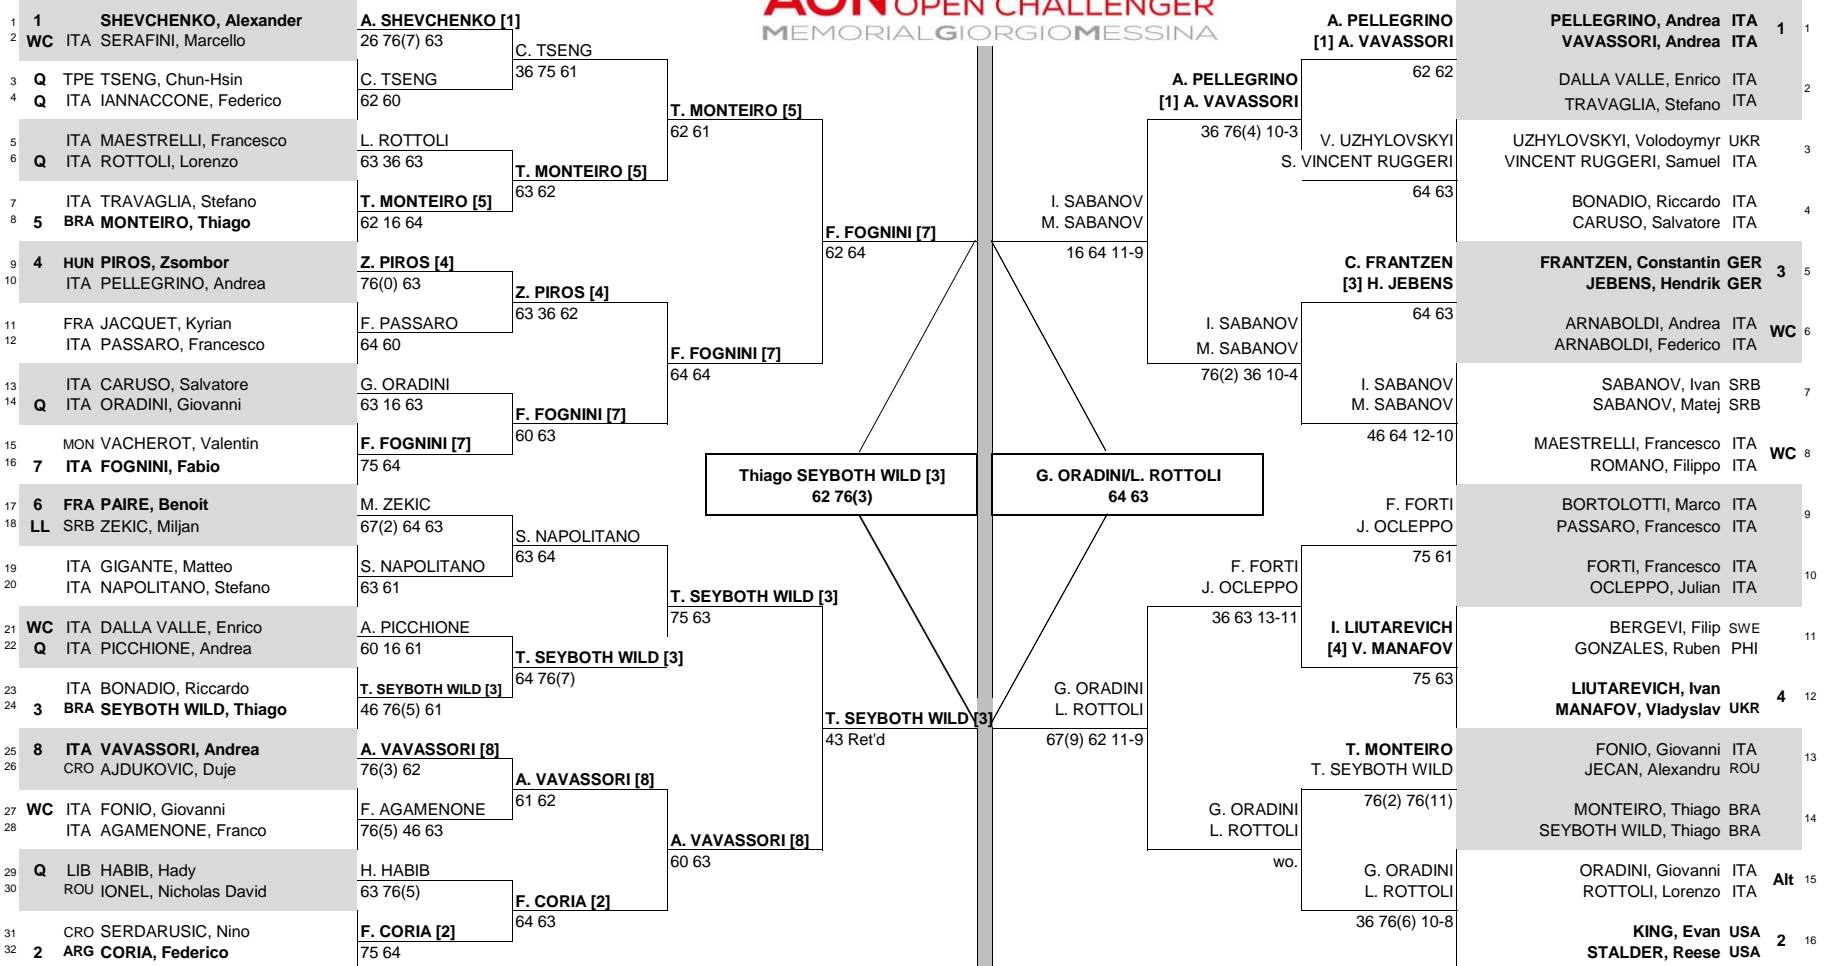 AON OPEN CHALLENGER
MEMORIALGIORGIOMESSINA
1 1 SHEVCHENKO, Alexander
2 WC ITA SERAFINI, Marcello
3 Q TPE TSENG, Chun-Hsin
4 Q ITA IANNACCONE, Federico
5 ITA MAESTRELLI, Francesco
6 Q ITA ROTTOLI, Lorenzo
7 ITA TRAVAGLIA, Stefano
8 5 BRA MONTEIRO, Thiago
9 4 HUN PIROS, Zsombor
10 ITA PELLEGRINO, Andrea
11 FRA JACQUET, Kyrian
12 ITA PASSARO, Francesco
13 ITA CARUSO, Salvatore
14 Q ITA ORADINI, Giovanni
15 MON VACHEROT, Valentin
16 7 ITA FOGNINI, Fabio
17 6 FRA PAIRE, Benoit
18 LL SRB ZEKIC, Miljan
19 ITA GIGANTE, Matteo
20 ITA NAPOLITANO, Stefano
21 WC ITA DALLA VALLE, Enrico
22 Q ITA PICCHIONE, Andrea
23 ITA BONADIO, Riccardo
24 3 BRA SEYBOTH WILD, Thiago
25 8 ITA VAVASSORI, Andrea
26 CRO AJDUKOVIC, Duje
27 WC ITA FONIO, Giovanni
28 ITA AGAMENONE, Franco
29 Q LIB HABIB, Hady
30 ROU IONEL, Nicholas David
31 CRO SERDARUSIC, Nino
32 2 ARG CORIA, Federico
A. SHEVCHENKO [1]
26 76(7) 63
C. TSENG
62 60
L. ROTTOLI
63 36 63
T. MONTEIRO [5]
62 16 64
Z. PIROS [4]
76(0) 63
F. PASSARO
64 60
G. ORADINI
63 16 63
F. FOGNINI [7]
75 64
M. ZEKIC
67(2) 64 63
S. NAPOLITANO
63 61
A. PICCHIONE
60 16 61
T. SEYBOTH WILD [3]
46 76(5) 61
A. VAVASSORI [8]
76(3) 62
F. AGAMENONE
76(5) 46 63
H. HABIB
63 76(5)
F. CORIA [2]
75 64
C. TSENG
36 75 61
T. MONTEIRO [5]
63 62
Z. PIROS [4]
63 36 62
F. FOGNINI [7]
60 63
S. NAPOLITANO
63 64
T. SEYBOTH WILD [3]
64 76(7)
A. VAVASSORI [8]
61 62
F. CORIA [2]
64 63
T. MONTEIRO [5]
62 61
F. FOGNINI [7]
64 64
T. SEYBOTH WILD [3]
75 63
A. VAVASSORI [8]
60 63
F. FOGNINI [7]
62 64
T. SEYBOTH WILD [3]
43 Ret'd
Thiago SEYBOTH WILD [3]
62 76(3)
G. ORADINI/L. ROTTOLI
64 63
I. SABANOV
M. SABANOV
16 64 11-9
G. ORADINI
L. ROTTOLI
67(9) 62 11-9
A. PELLEGRINO
[1] A. VAVASSORI
36 76(4) 10-3
I. SABANOV
M. SABANOV
76(2) 36 10-4
F. FORTI
J. OCLEPPO
36 63 13-11
G. ORADINI
L. ROTTOLI
wo.
A. PELLEGRINO
[1] A. VAVASSORI
62 62
V. UZHYLOVSKYI
S. VINCENT RUGGERI
64 63
C. FRANTZEN
[3] H. JEBENS
64 63
I. SABANOV
M. SABANOV
46 64 12-10
F. FORTI
J. OCLEPPO
75 61
I. LIUTAREVICH
[4] V. MANAFOV
75 63
T. MONTEIRO
T. SEYBOTH WILD
76(2) 76(11)
G. ORADINI
L. ROTTOLI
36 76(6) 10-8
PELLEGRINO, Andrea ITA
VAVASSORI, Andrea ITA
1 1
DALLA VALLE, Enrico ITA
TRAVAGLIA, Stefano ITA
2
UZHYLOVSKYI, Volodoymyr UKR
VINCENT RUGGERI, Samuel ITA
3
BONADIO, Riccardo ITA
CARUSO, Salvatore ITA
4
FRANTZEN, Constantin GER
JEBENS, Hendrik GER
3 5
ARNABOLDI, Andrea ITA
ARNABOLDI, Federico ITA
WC 6
SABANOV, Ivan SRB
SABANOV, Matej SRB
7
MAESTRELLI, Francesco ITA
ROMANO, Filippo ITA
WC 8
BORTOLOTTI, Marco ITA
PASSARO, Francesco ITA
9
FORTI, Francesco ITA
OCLEPPO, Julian ITA
10
BERGEVI, Filip SWE
GONZALES, Ruben PHI
11
LIUTAREVICH, Ivan
MANAFOV, Vladyslav UKR
4 12
FONIO, Giovanni ITA
JECAN, Alexandru ROU
13
MONTEIRO, Thiago BRA
SEYBOTH WILD, Thiago BRA
14
ORADINI, Giovanni ITA
ROTTOLI, Lorenzo ITA
Alt 15
KING, Evan USA
STALDER, Reese USA
2 16